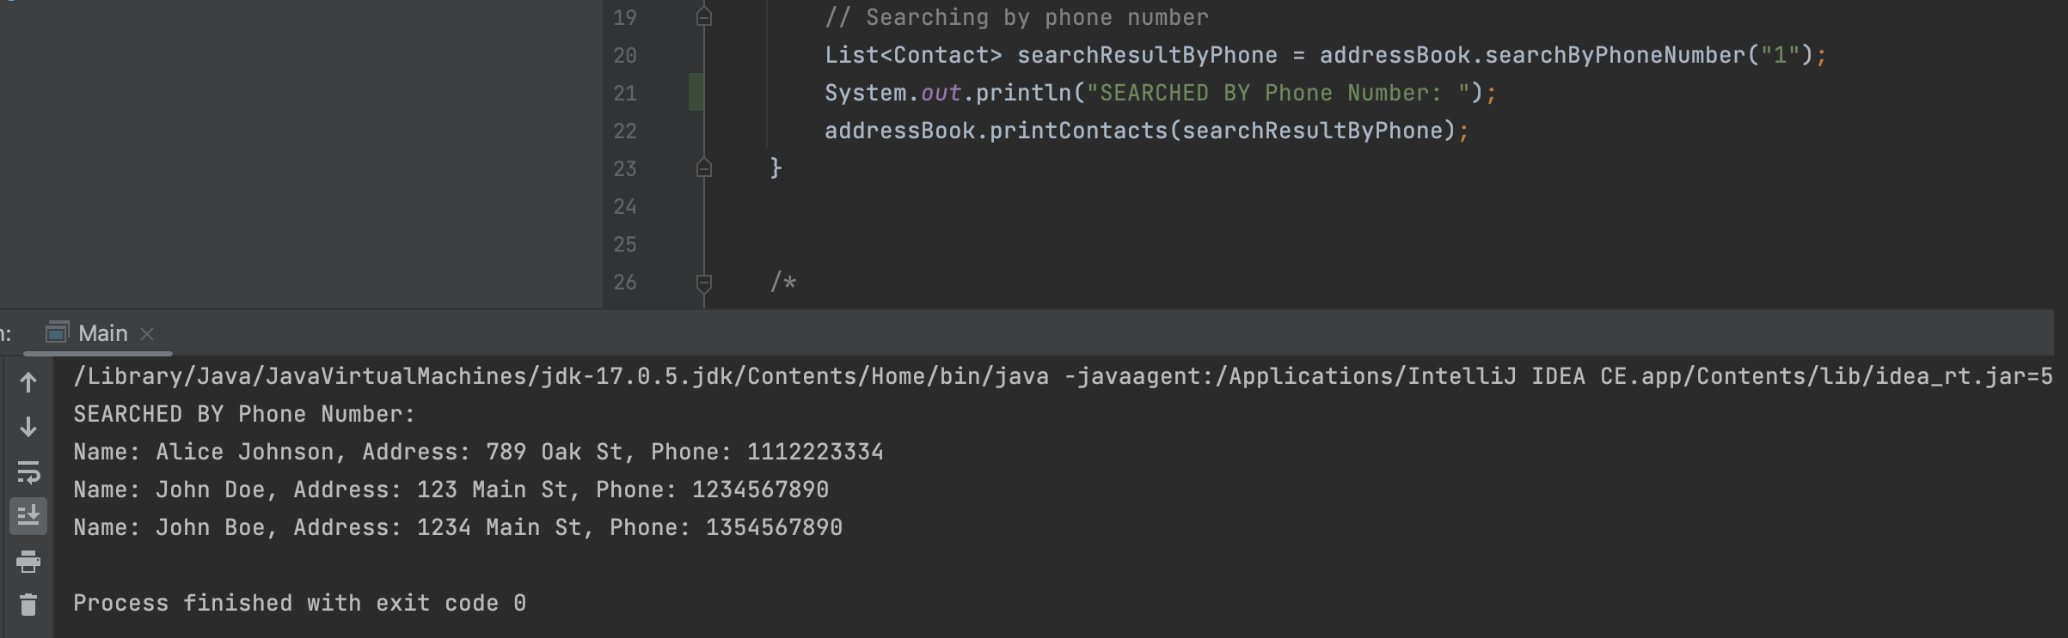 19 // Searching by phone number
20 List<Contact> searchResultByPhone = addressBook.searchByPhoneNumber("1");
21 System.out.println("SEARCHED BY Phone Number: ");
22 addressBook.printContacts(searchResultByPhone);
23 }
24
25
26 /*
n: Main
/Library/Java/JavaVirtualMachines/jdk-17.0.5.jdk/Contents/Home/bin/java -javaagent:/Applications/IntelliJ IDEA CE.app/Contents/lib/idea_rt.jar=5
SEARCHED BY Phone Number:
Name: Alice Johnson, Address: 789 Oak St, Phone: 1112223334
Name: John Doe, Address: 123 Main St, Phone: 1234567890
Name: John Boe, Address: 1234 Main St, Phone: 1354567890
Process finished with exit code 0